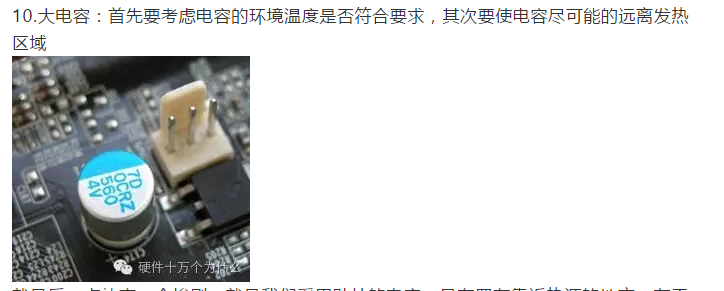 10.大电容：首先要考虑电容的环境温度是否符合要求，其次要使电容尽可能的远离发热
区域
7D
OCRZ
560
4V
硬件十万个为什么